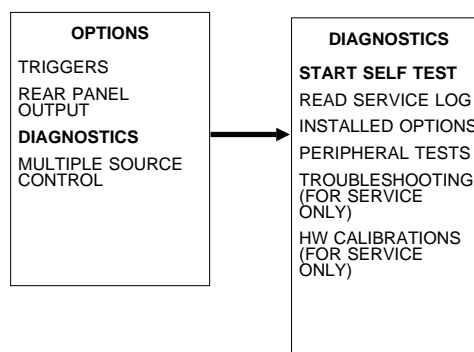 OPTIONS
TRIGGERS
REAR PANEL
OUTPUT
DIAGNOSTICS
MULTIPLE SOURCE
CONTROL
DIAGNOSTICS
START SELF TEST
READ SERVICE LOG
INSTALLED OPTIONS
PERIPHERAL TESTS
TROUBLESHOOTING
(FOR SERVICE
ONLY)
HW CALIBRATIONS
(FOR SERVICE
ONLY)